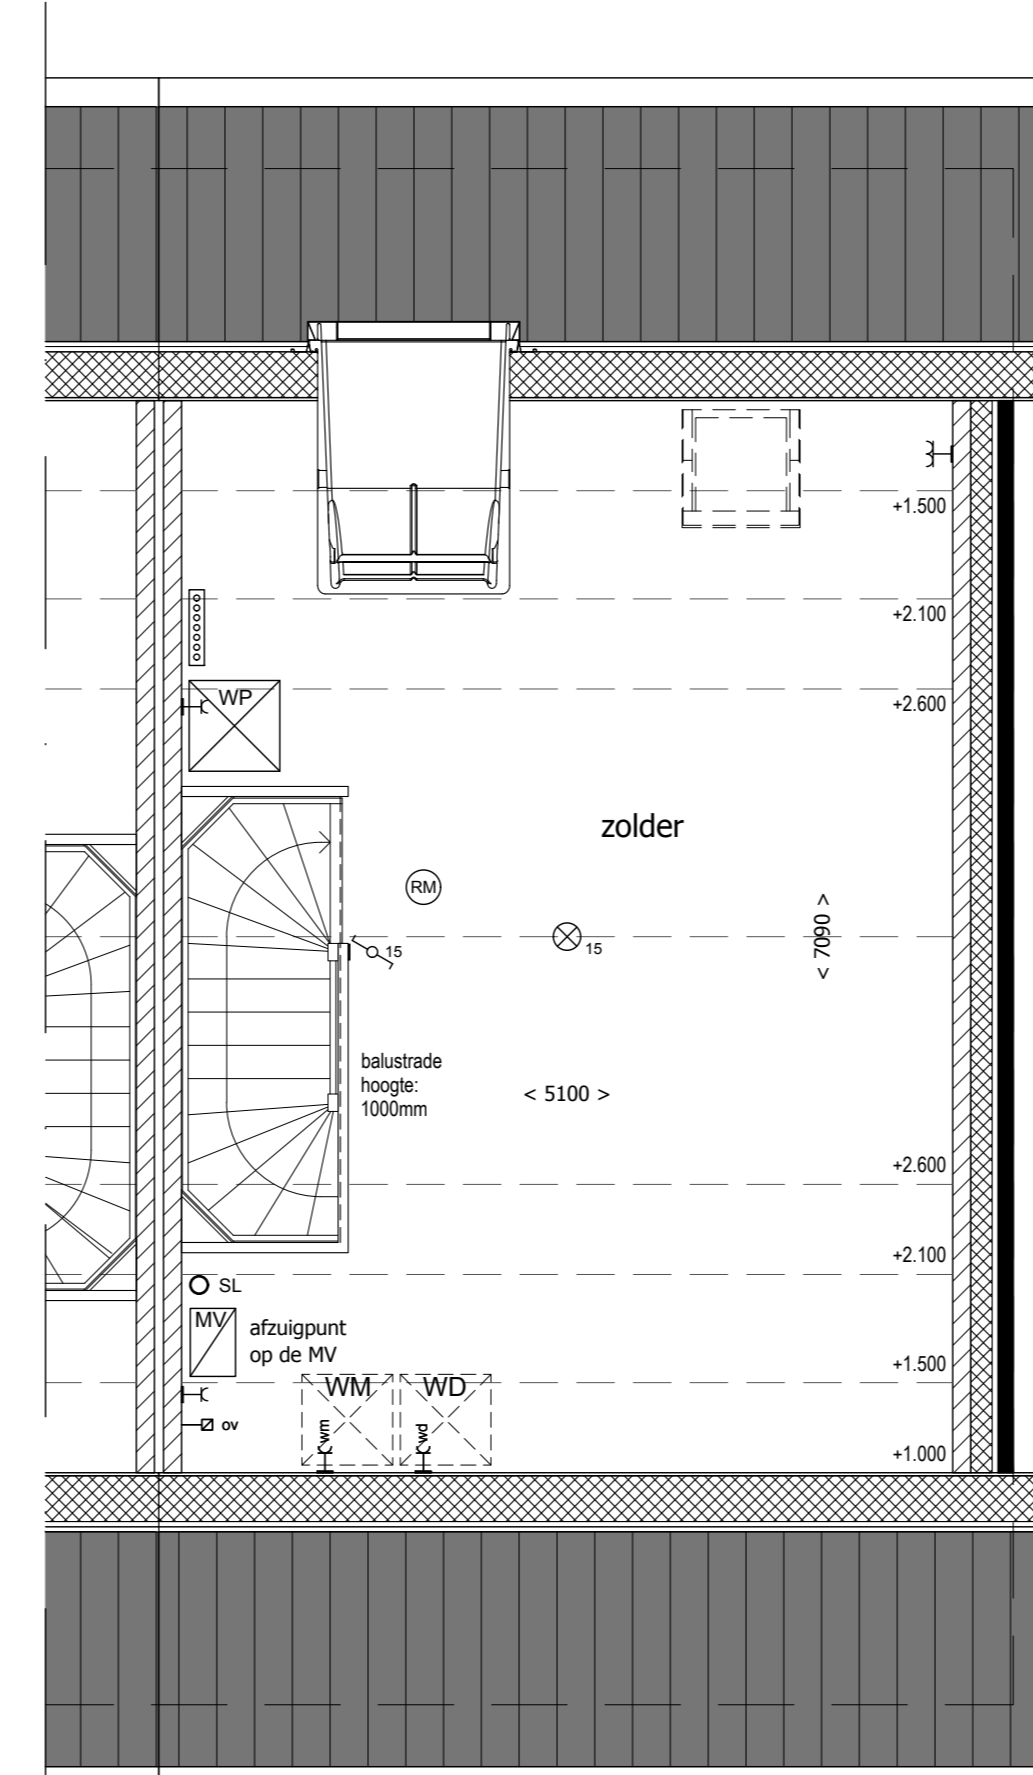 +1.500
+2.100
WP
+2.600
zolder
RM
15
15
< 7090 >
balustrade
hoogte:
1000mm
< 5100 >
+2.600
+2.100
SL
MV
afzuigpunt
op de MV
+1.500
WM
WD
wm
wd
ov
+1.000